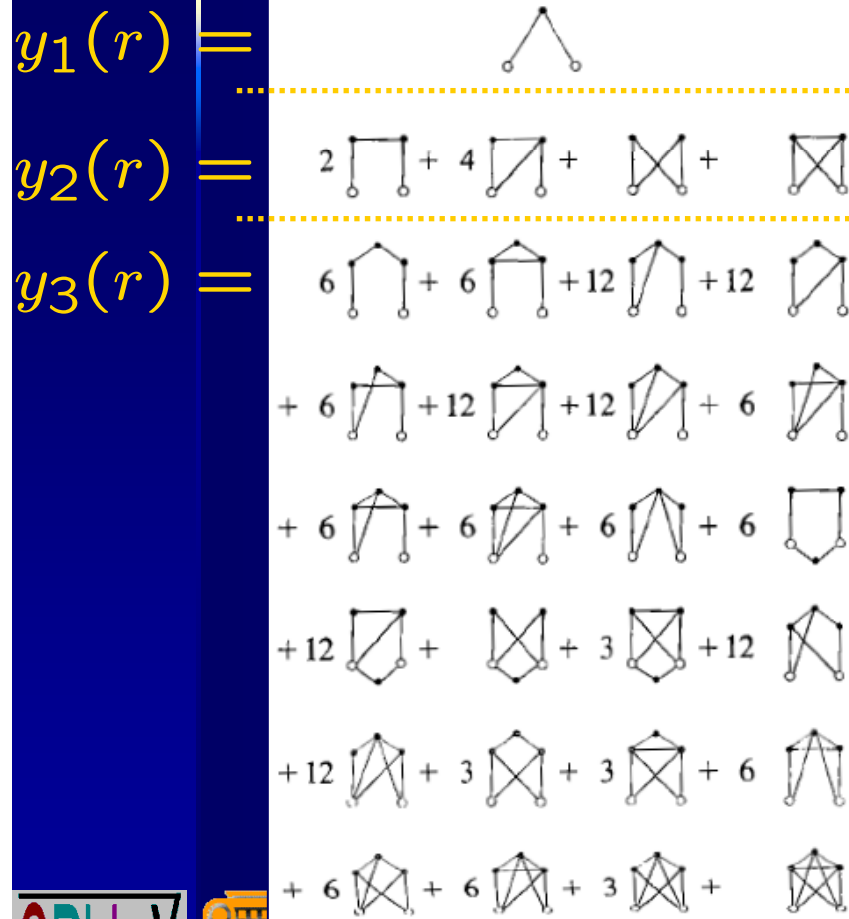 y₁(r) =
y₂(r) = 2 + 4 + +
y₃(r) = 6 + 6 +12 +12
+ 6 +12 +12 + 6
+ 6 + 6 + 6 + 6
+12 + + 3 +12
+12 + 3 + 3 + 6
+ 6 + 6 + 3 +